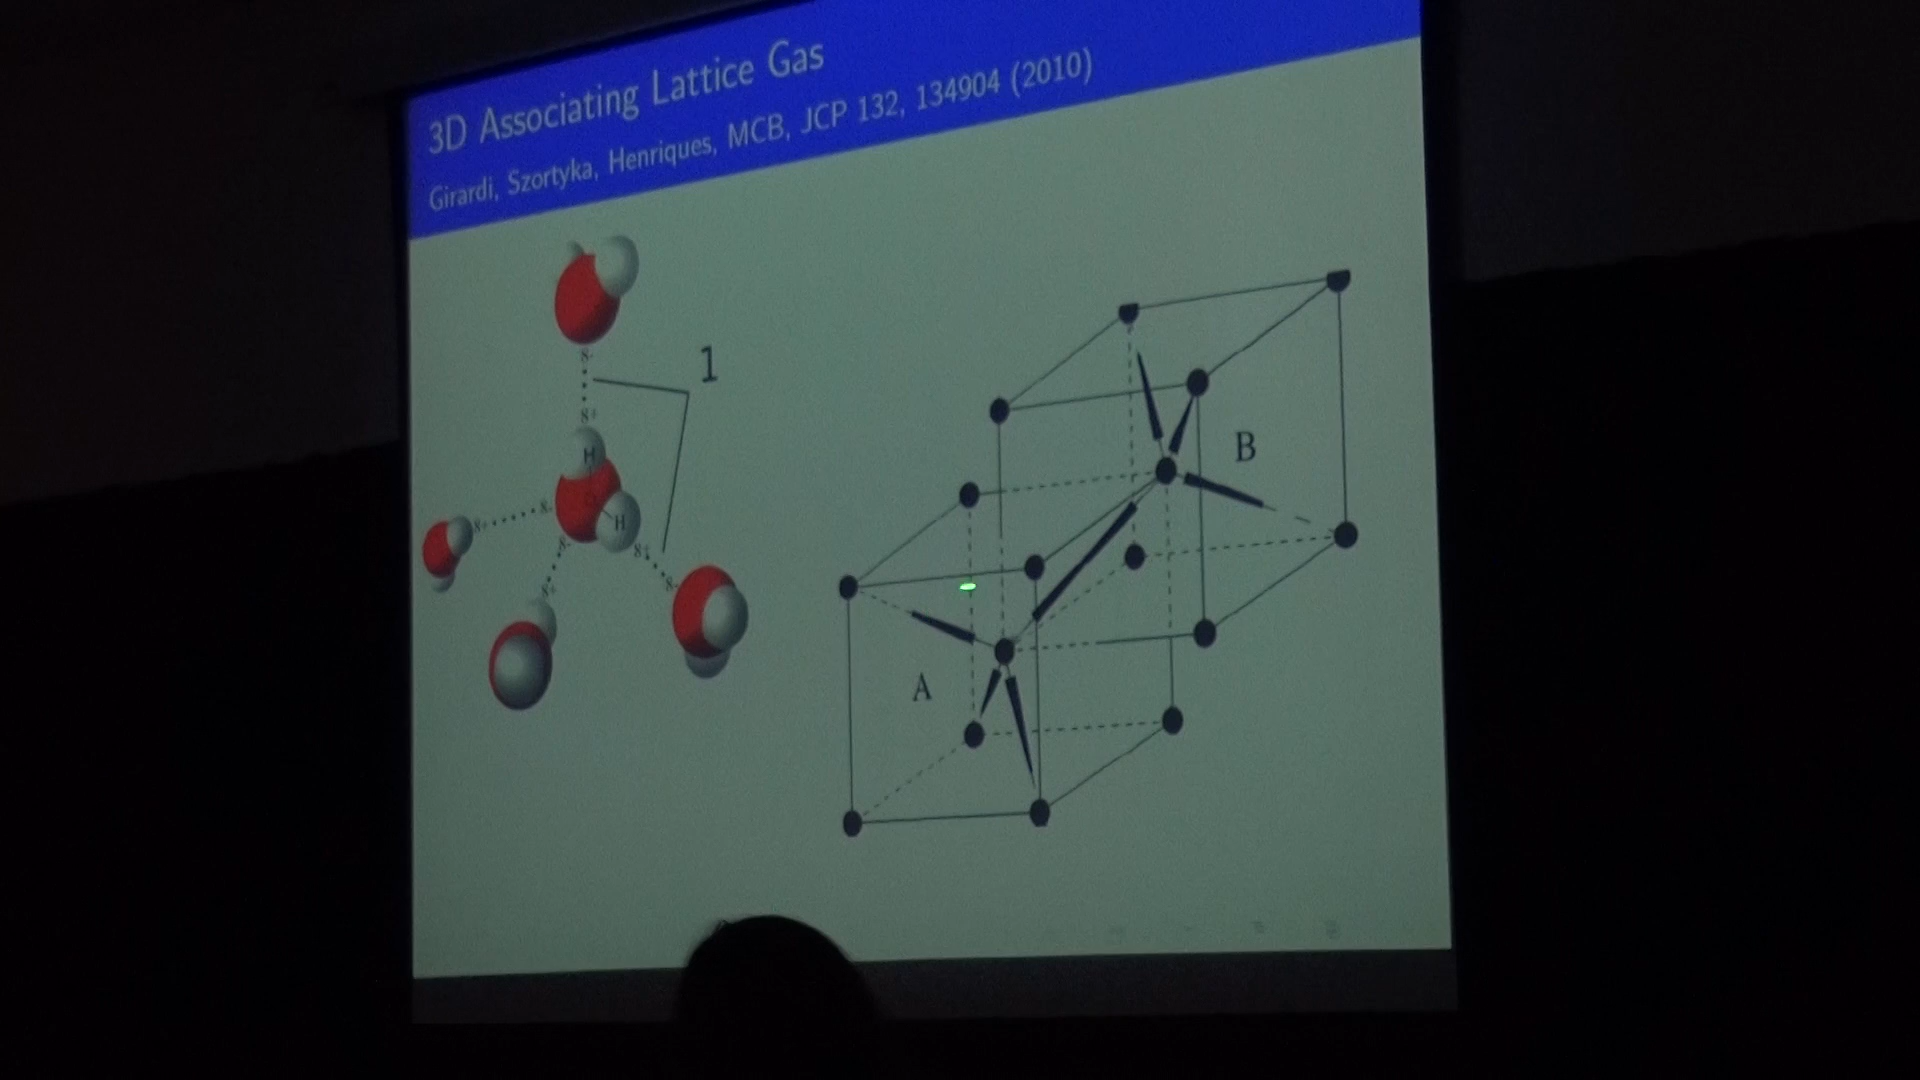 3D Associating Lattice Gas
Girardi, Szortyka, Henriques, MCB, JCP 132, 134904 (2010)
1
δ-
δ+
H
O
H
δ+
δ-
δ-
δ+
δ-
δ+
B
A